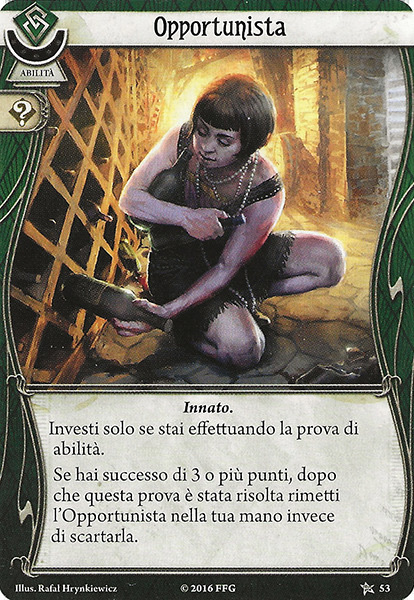 Opportunista
ABILITÀ
?
Innato.
Investi solo se stai effettuando la prova di
abilità.
Se hai successo di 3 o più punti, dopo
che questa prova è stata risolta rimetti
l'Opportunista nella tua mano invece
di scartarla.
Illus. Rafal Hrynkiewicz © 2016 FFG 53